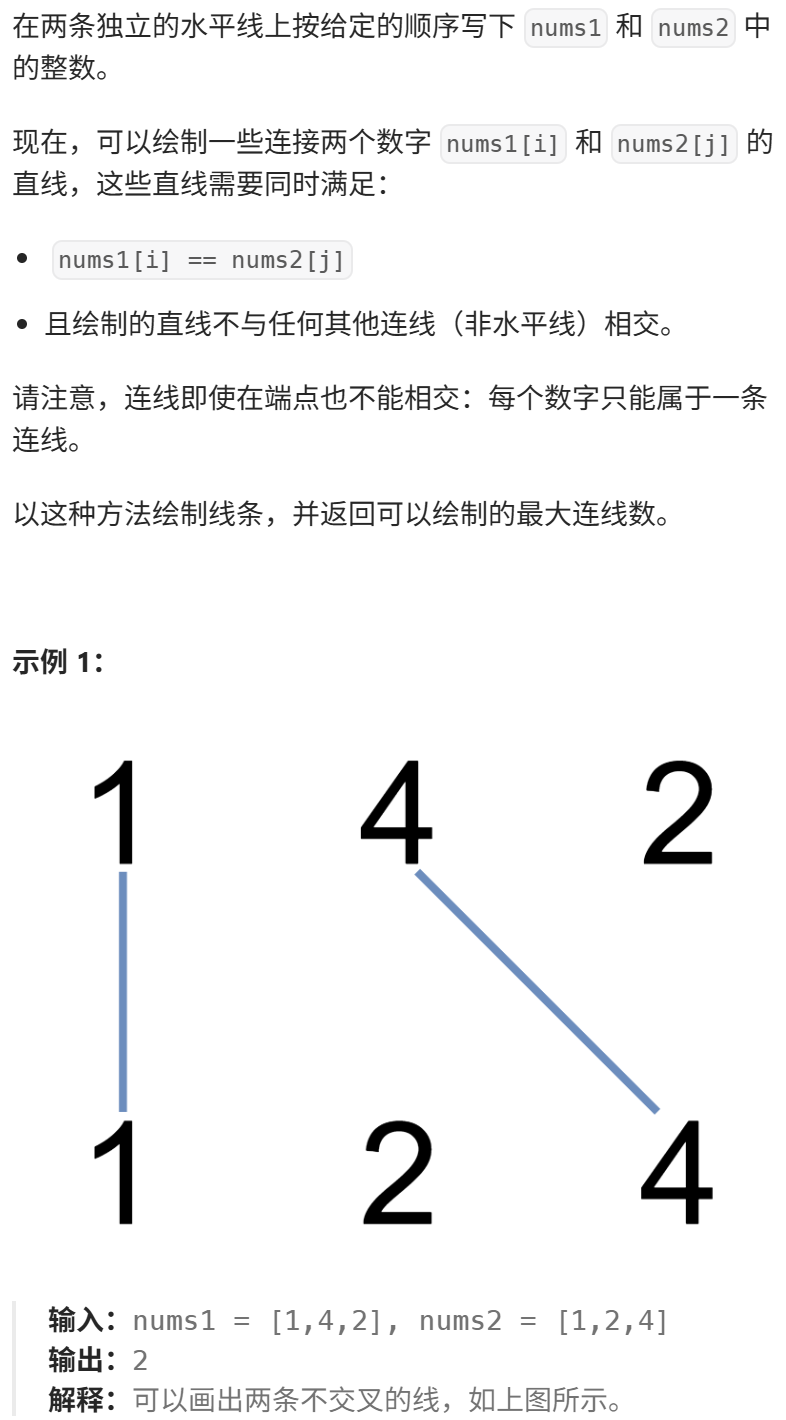 在两条独立的水平线上按给定的顺序写下 nums1 和 nums2 中
的整数。
现在，可以绘制一些连接两个数字 nums1[i] 和 nums2[j] 的
直线，这些直线需要同时满足：
• nums1[i] == nums2[j]
• 且绘制的直线不与任何其他连线（非水平线）相交。
请注意，连线即使在端点也不能相交：每个数字只能属于一条
连线。
以这种方法绘制线条，并返回可以绘制的最大连线数。
示例 1：
1 4 2
1 2 4
输入：nums1 = [1,4,2], nums2 = [1,2,4]
输出：2
解释：可以画出两条不交叉的线，如上图所示。